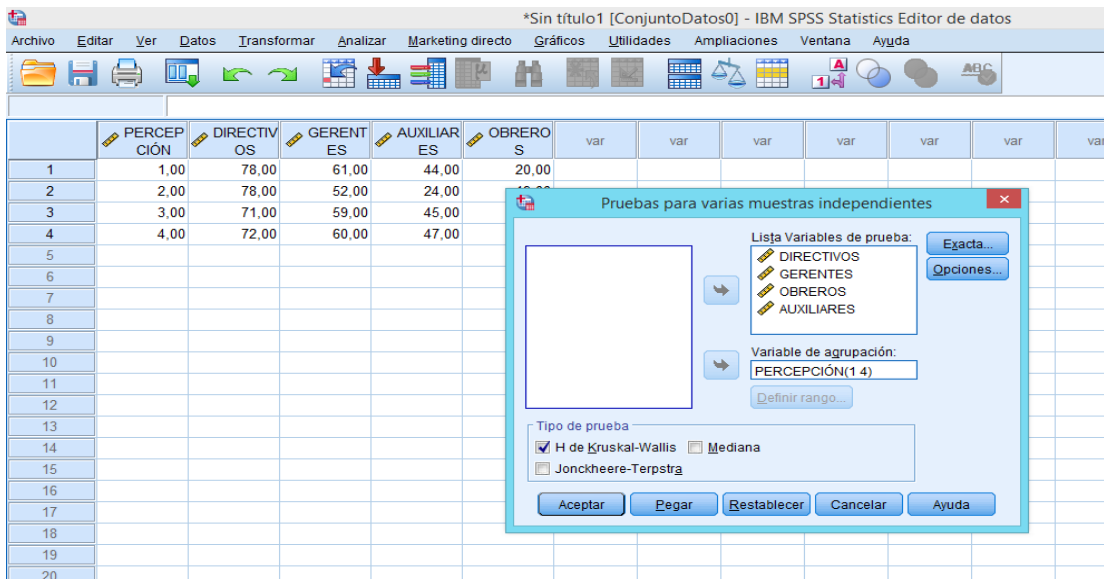 *Sin título1 [ConjuntoDatos0] - IBM SPSS Statistics Editor de datos
Archivo Editar Ver Datos Transformar Analizar Marketing directo Gráficos Utilidades Ampliaciones Ventana Ayuda
PERCEPCIÓN DIRECTIVOS GERENTES AUXILIARES OBREROS var var var var var var var
1 1,00 78,00 61,00 44,00 20,00
2 2,00 78,00 52,00 24,00
3 3,00 71,00 59,00 45,00
4 4,00 72,00 60,00 47,00
5
6
7
8
9
10
11
12
13
14
15
16
17
18
19
20
Pruebas para varias muestras independientes
Lista Variables de prueba:
DIRECTIVOS
GERENTES
OBREROS
AUXILIARES
Exacta...
Opciones...
Variable de agrupación:
PERCEPCIÓN(1 4)
Definir rango...
Tipo de prueba
H de Kruskal-Wallis Mediana
Jonckheere-Terpstra
Aceptar Pegar Restablecer Cancelar Ayuda